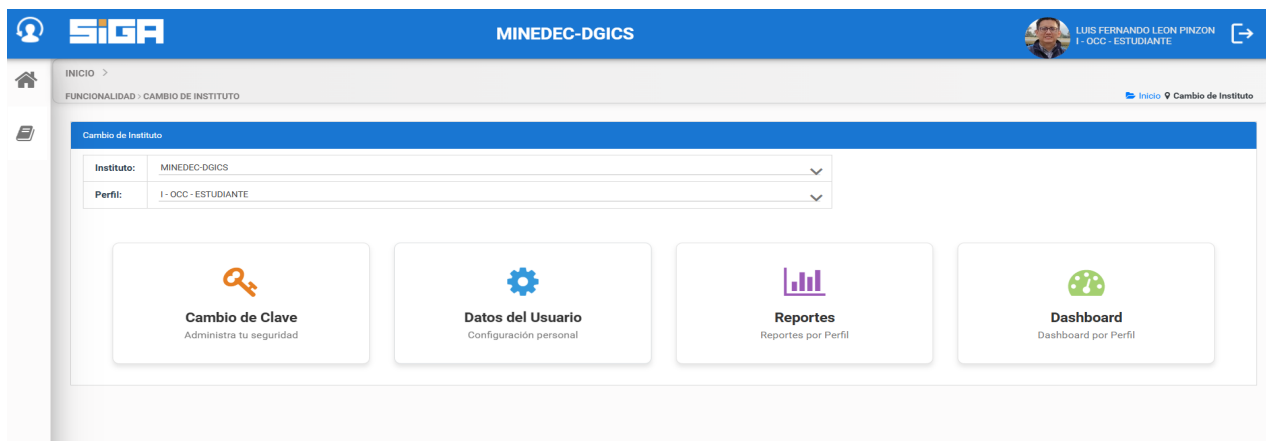 SiGA
MINEDEC-DGICS
LUIS FERNANDO LEON PINZON
I - OCC - ESTUDIANTE
INICIO >
FUNCIONALIDAD > CAMBIO DE INSTITUTO
Inicio Cambio de Instituto
Cambio de Instituto
Instituto: MINEDEC-DGICS
Perfil: I - OCC - ESTUDIANTE
Cambio de Clave
Administra tu seguridad
Datos del Usuario
Configuración personal
Reportes
Reportes por Perfil
Dashboard
Dashboard por Perfil